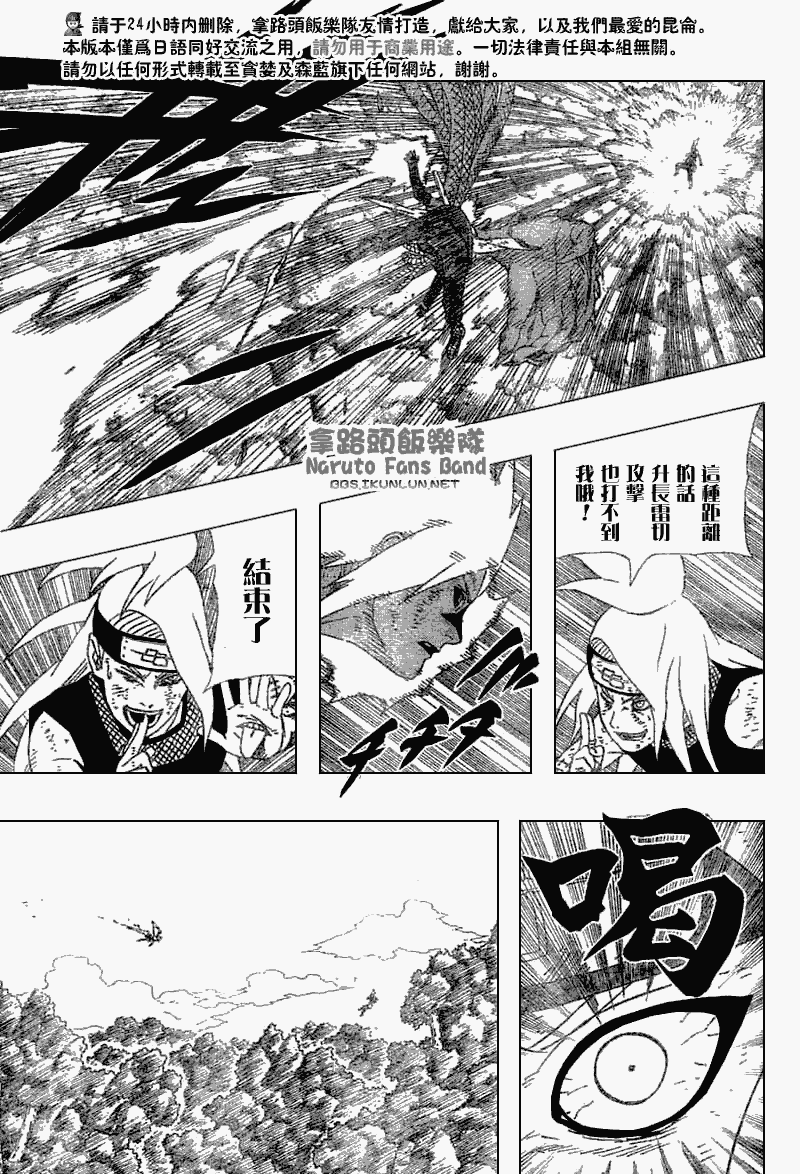 請于24小時内删除，拿路頭飯樂隊友情打造，獻給大家，以及我們最愛的昆侖。
本版本僅爲日語同好交流之用，請勿用于商業用途。一切法律責任與本組無關。
請勿以任何形式轉載至貪婪及森藍旗下任何網站，謝謝。
拿路頭飯樂隊
Naruto Fans Band
BBS.IKUNLUN.NET
這種距離
的話
升長雷切
攻擊
也打不到
我哦！
チチチ
結束了
喝